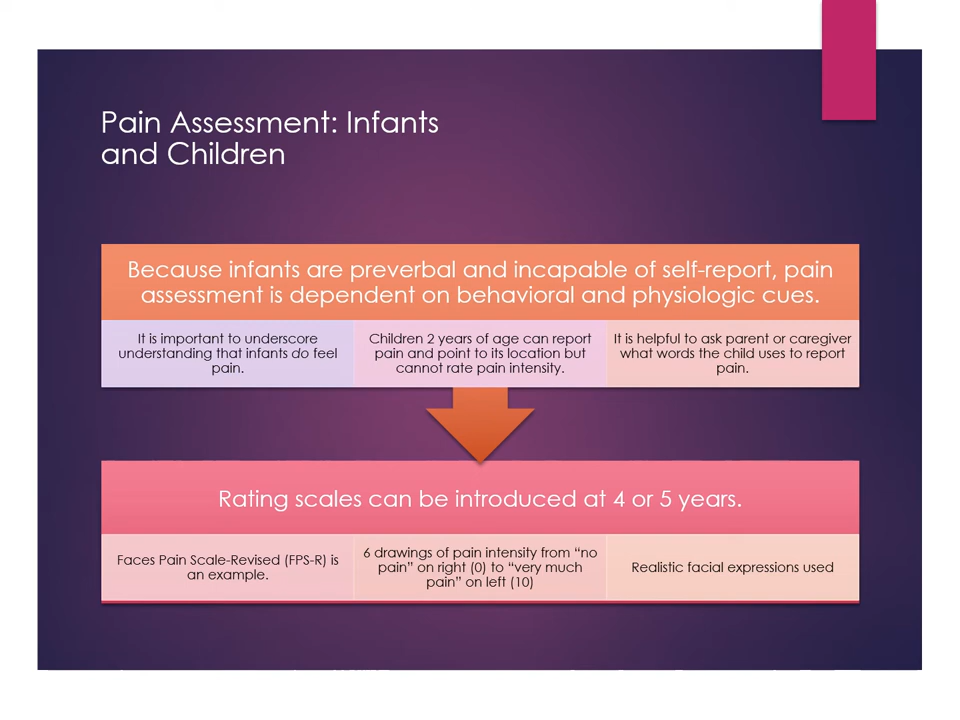 Pain Assessment: Infants
and Children
Because infants are preverbal and incapable of self-report, pain
assessment is dependent on behavioral and physiologic cues.
It is important to underscore
understanding that infants do feel
pain.
Children 2 years of age can report
pain and point to its location but
cannot rate pain intensity.
It is helpful to ask parent or caregiver
what words the child uses to report
pain.
Rating scales can be introduced at 4 or 5 years.
Faces Pain Scale-Revised (FPS-R) is
an example.
6 drawings of pain intensity from “no
pain” on right (0) to “very much
pain” on left (10)
Realistic facial expressions used